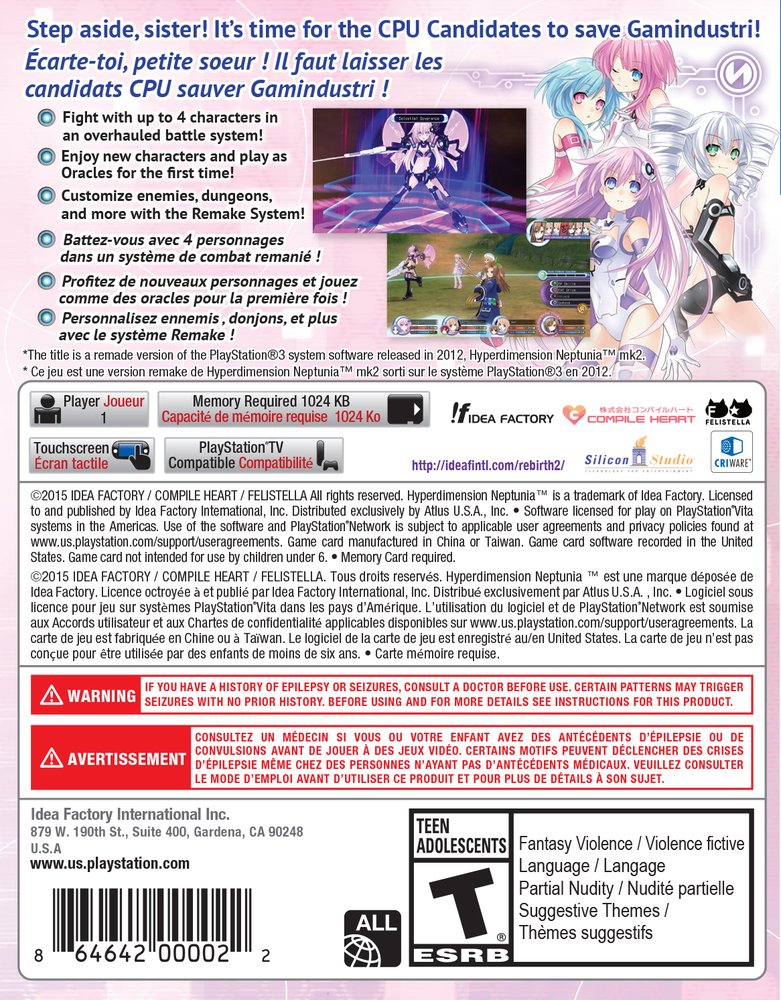 Step aside, sister! It's time for the CPU Candidates to save Gamindustri!
Écarte-toi, petite soeur ! Il faut laisser les
candidats CPU sauver Gamindustri !
Fight with up to 4 characters in
an overhauled battle system!
Enjoy new characters and play as
Oracles for the first time!
Customize enemies, dungeons,
and more with the Remake System!
Battez-vous avec 4 personnages
dans un système de combat remanié !
Profitez de nouveaux personnages et jouez
comme des oracles pour la première fois !
Personnalisez ennemis , donjons, et plus
avec le système Remake !
*The title is a remade version of the PlayStation®3 system software released in 2012, Hyperdimension Neptunia™ mk2.
* Ce jeu est une version remake de Hyperdimension Neptunia™ mk2 sorti sur le système PlayStation®3 en 2012.
Player Joueur
1
Memory Required 1024 KB
Capacité de mémoire requise 1024 Ko
IF IDEA FACTORY
株式会社コンパイルハート
COMPILE HEART
FELISTELLA
Touchscreen
Écran tactile
PlayStation®TV
Compatible Compatibilité
http://ideafintl.com/rebirth2/
Silicon Studio
CRIWARE™
©2015 IDEA FACTORY / COMPILE HEART / FELISTELLA All rights reserved. Hyperdimension Neptunia™ is a trademark of Idea Factory. Licensed
to and published by Idea Factory International, Inc. Distributed exclusively by Atlus U.S.A., Inc. • Software licensed for play on PlayStation®Vita
systems in the Americas. Use of the software and PlayStation®Network is subject to applicable user agreements and privacy policies found at
www.us.playstation.com/support/useragreements. Game card manufactured in China or Taiwan. Game card software recorded in the United
States. Game card not intended for use by children under 6. • Memory Card required.
©2015 IDEA FACTORY / COMPILE HEART / FELISTELLA. Tous droits reservés. Hyperdimension Neptunia ™ est une marque déposée de
Idea Factory. Licence octroyée à et publié par Idea Factory International, Inc. Distribué exclusivement par Atlus U.S.A. , Inc. • Logiciel sous
licence pour jeu sur systèmes PlayStation®Vita dans les pays d'Amérique. L'utilisation du logiciel et de PlayStation®Network est soumise
aux Accords utilisateur et aux Chartes de confidentialité applicables disponibles sur www.us.playstation.com/support/useragreements. La
carte de jeu est fabriquée en Chine ou à Taïwan. Le logiciel de la carte de jeu est enregistré au/en United States. La carte de jeu n'est pas
conçue pour être utilisée par des enfants de moins de six ans. • Carte mémoire requise.
WARNING
IF YOU HAVE A HISTORY OF EPILEPSY OR SEIZURES, CONSULT A DOCTOR BEFORE USE. CERTAIN PATTERNS MAY TRIGGER
SEIZURES WITH NO PRIOR HISTORY. BEFORE USING AND FOR MORE DETAILS SEE INSTRUCTIONS FOR THIS PRODUCT.
AVERTISSEMENT
CONSULTEZ UN MÉDECIN SI VOUS OU VOTRE ENFANT AVEZ DES ANTÉCÉDENTS D'ÉPILEPSIE OU DE
CONVULSIONS AVANT DE JOUER À DES JEUX VIDÉO. CERTAINS MOTIFS PEUVENT DÉCLENCHER DES CRISES
D'ÉPILEPSIE MÊME CHEZ DES PERSONNES N'AYANT PAS D'ANTÉCÉDENTS MÉDICAUX. VEUILLEZ CONSULTER
LE MODE D'EMPLOI AVANT D'UTILISER CE PRODUIT ET POUR PLUS DE DÉTAILS À SON SUJET.
Idea Factory International Inc.
879 W. 190th St., Suite 400, Gardena, CA 90248
U.S.A
www.us.playstation.com
8 64642 00002 2
ALL
TEEN
ADOLESCENTS
T
®
ESRB
Fantasy Violence / Violence fictive
Language / Langage
Partial Nudity / Nudité partielle
Suggestive Themes /
Thèmes suggestifs